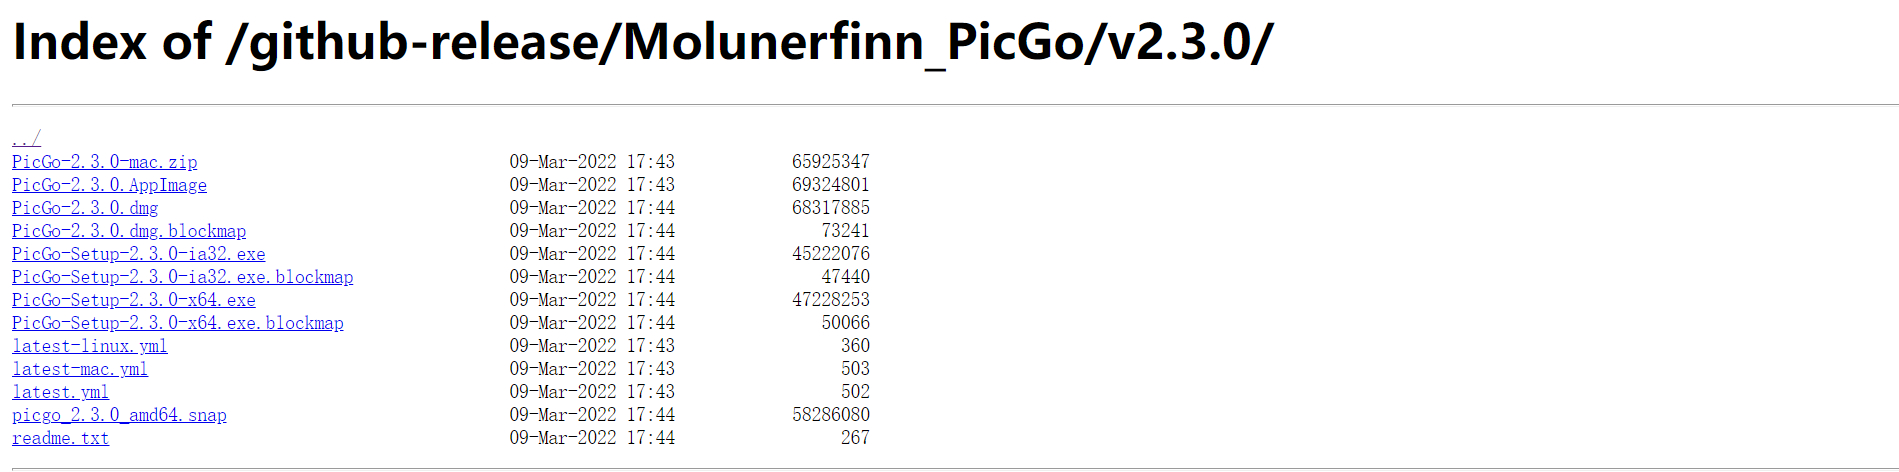 Index of /github-release/Molunerfinn_PicGo/v2.3.0/
../
PicGo-2.3.0-mac.zip 09-Mar-2022 17:43 65925347
PicGo-2.3.0.AppImage 09-Mar-2022 17:43 69324801
PicGo-2.3.0.dmg 09-Mar-2022 17:44 68317885
PicGo-2.3.0.dmg.blockmap 09-Mar-2022 17:44 73241
PicGo-Setup-2.3.0-ia32.exe 09-Mar-2022 17:44 45222076
PicGo-Setup-2.3.0-ia32.exe.blockmap 09-Mar-2022 17:44 47440
PicGo-Setup-2.3.0-x64.exe 09-Mar-2022 17:44 47228253
PicGo-Setup-2.3.0-x64.exe.blockmap 09-Mar-2022 17:44 50066
latest-linux.yml 09-Mar-2022 17:43 360
latest-mac.yml 09-Mar-2022 17:43 503
latest.yml 09-Mar-2022 17:43 502
picgo_2.3.0_amd64.snap 09-Mar-2022 17:44 58286080
readme.txt 09-Mar-2022 17:44 267